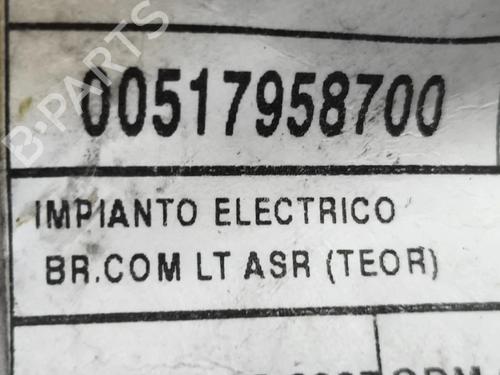 B-PARTS
00517958700
IMPIANTO ELECTRICO
BR.COM LT ASR (TEOR)